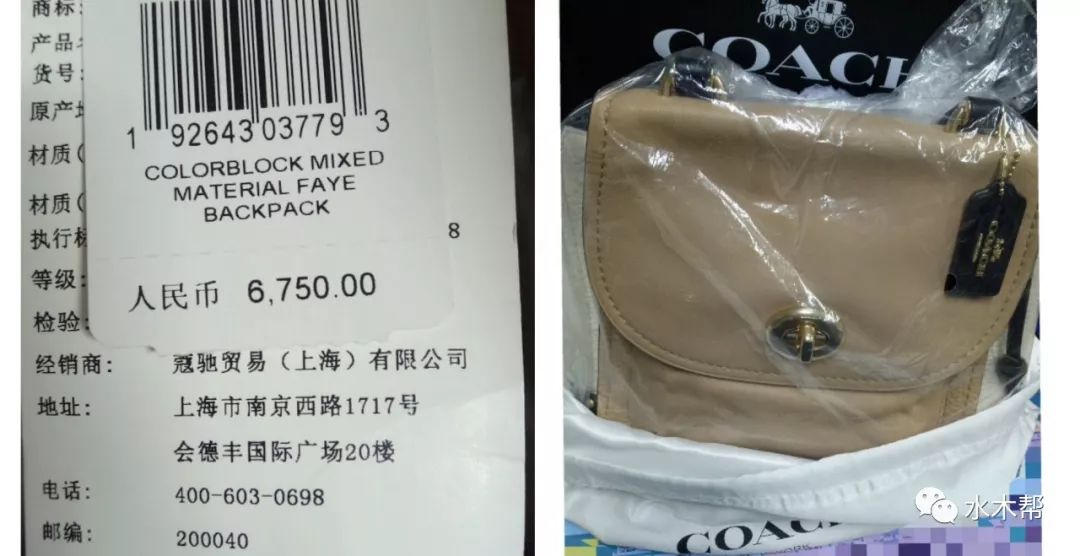 商标:
产品
货号:
原产
材质(
材质(
执行标
等级:
检验:
1 92643 03779 3
COLORBLOCK MIXED
MATERIAL FAYE
BACKPACK
8
人民币 6,750.00
经销商: 寇驰贸易（上海）有限公司
地址: 上海市南京西路1717号
会德丰国际广场20楼
电话: 400-603-0698
邮编: 200040
COACH
COACH
COACH
水木帮